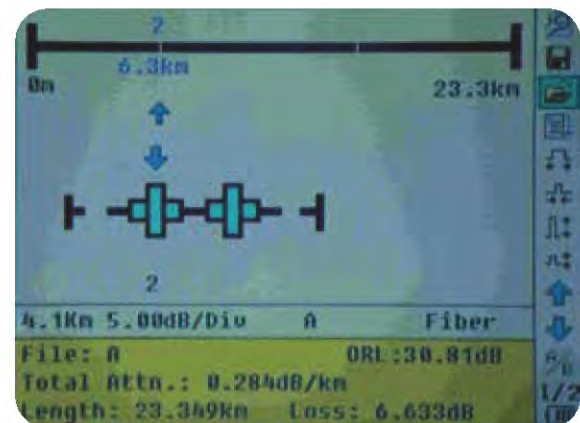 2
6.3km
0m
23.3km
2
4.1Km 5.00dB/Div A Fiber
File: A ORL:30.81dB
Total Attn.: 0.284dB/km
Length: 23.349km Loss: 6.633dB
A/B
1/2